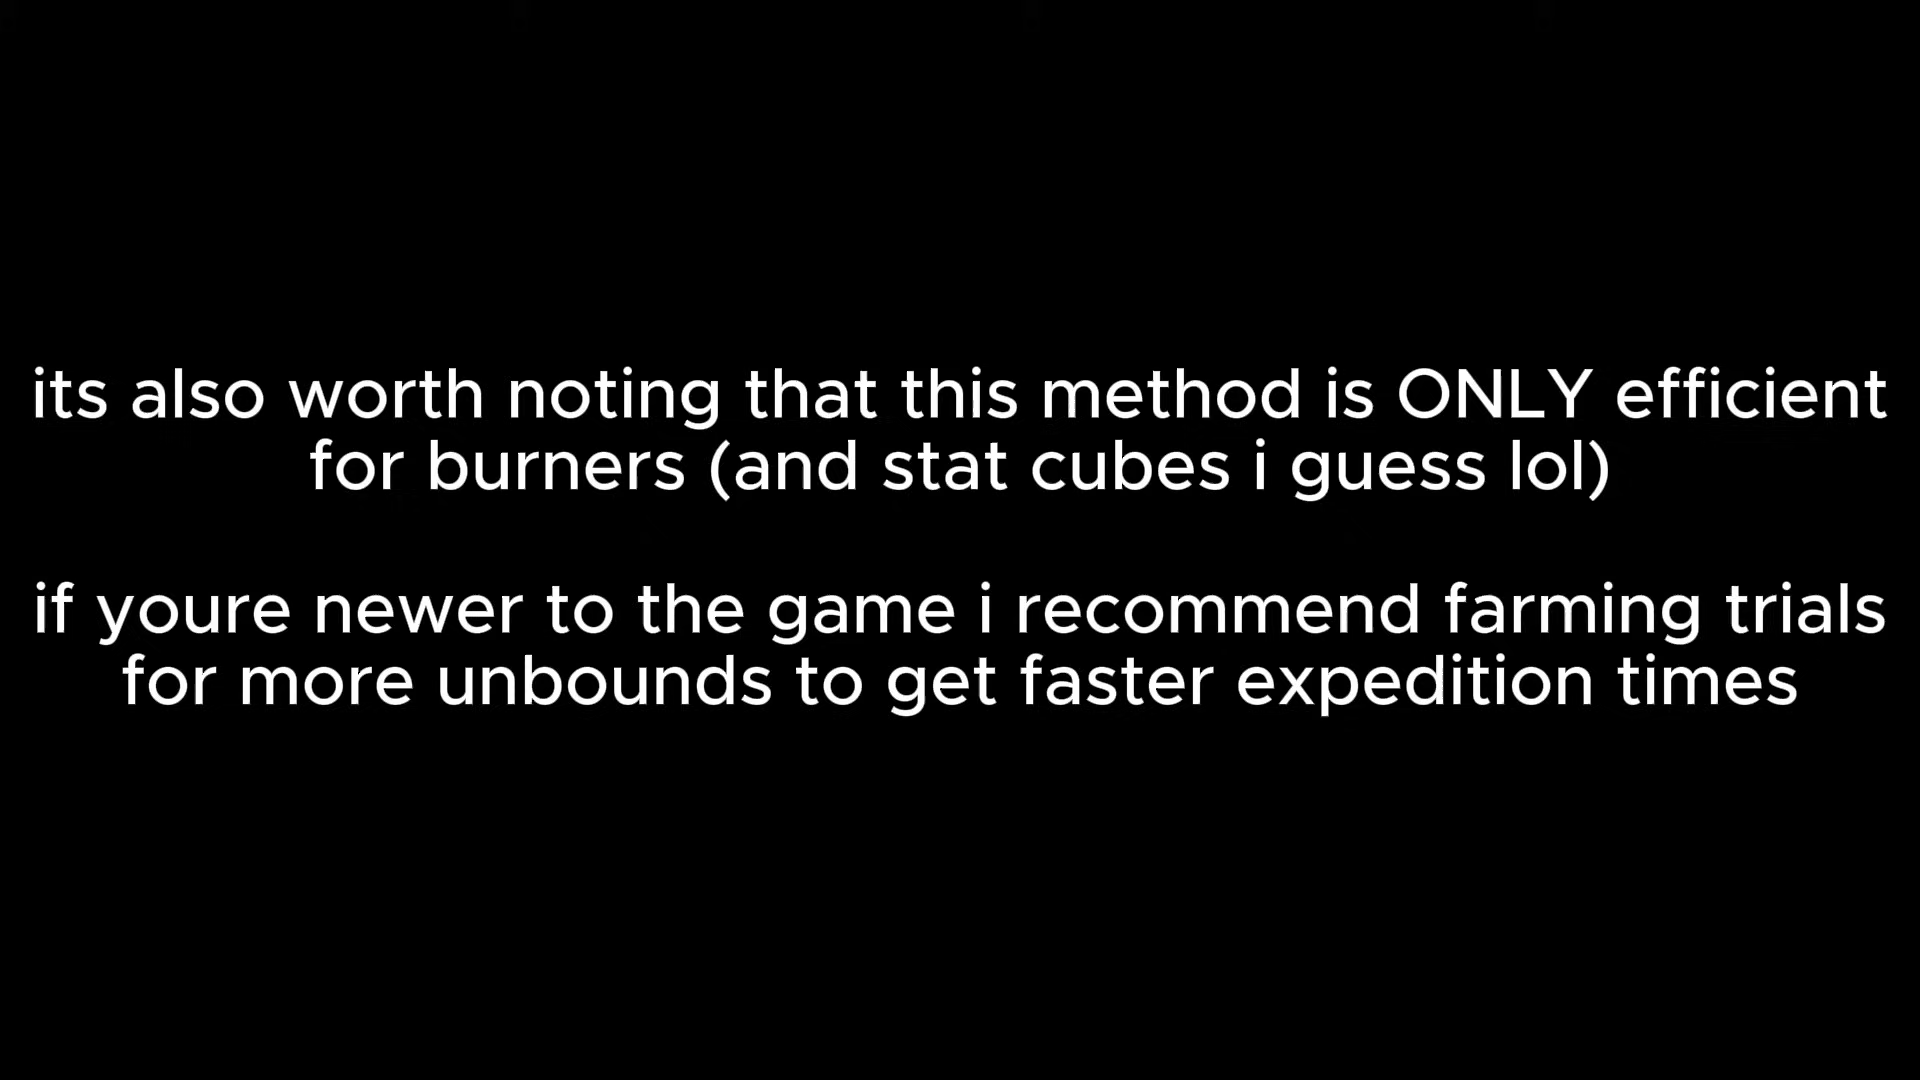 its also worth noting that this method is ONLY efficient
for burners (and stat cubes i guess lol)
if youre newer to the game i recommend farming trials
for more unbounds to get faster expedition times